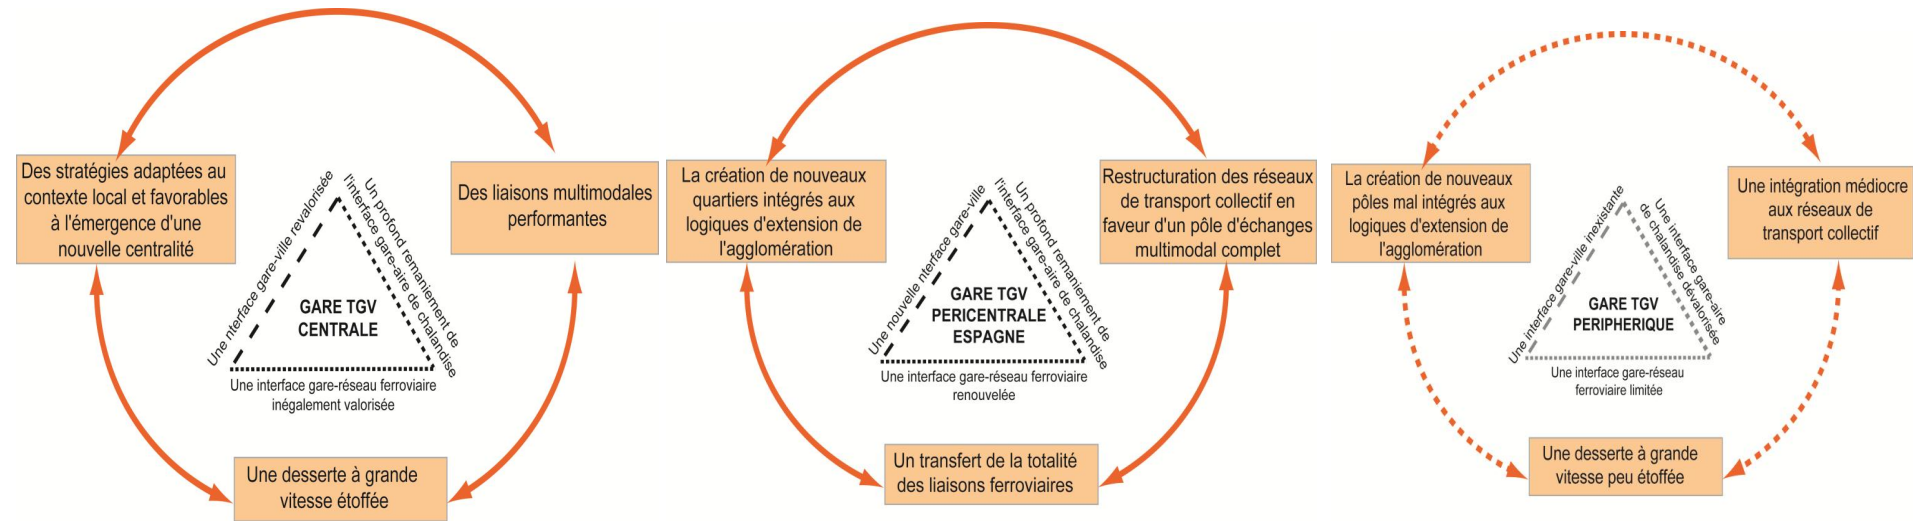 Des stratégies adaptées au
contexte local et favorables
à l'émergence d'une
nouvelle centralité
Des liaisons multimodales
performantes
Une nterface gare-ville revalorisée
Un profond remaniement de
l'interface gare-aire de chalandise
GARE TGV
CENTRALE
Une interface gare-réseau ferroviaire
inégalement valorisée
Une desserte à grande
vitesse étoffée
La création de nouveaux
quartiers intégrés aux
logiques d'extension de
l'agglomération
Restructuration des réseaux
de transport collectif en
faveur d'un pôle d'échanges
multimodal complet
Une nouvelle nterface gare-ville
Un profond remaniement de
l'interface gare-aire de chalandise
GARE TGV
PERICENTRALE
ESPAGNE
Une interface gare-réseau ferroviaire
renouvelée
Un transfert de la totalité
des liaisons ferroviaires
La création de nouveaux
pôles mal intégrés aux
logiques d'extension de
l'agglomération
Une intégration médiocre
aux réseaux de
transport collectif
Une interface gare-ville inexistante
Une interface gare-aire
de chalandise dévalorisée
GARE TGV
PERIPHERIQUE
Une interface gare-réseau
ferroviaire limitée
Une desserte à grande
vitesse peu étoffée